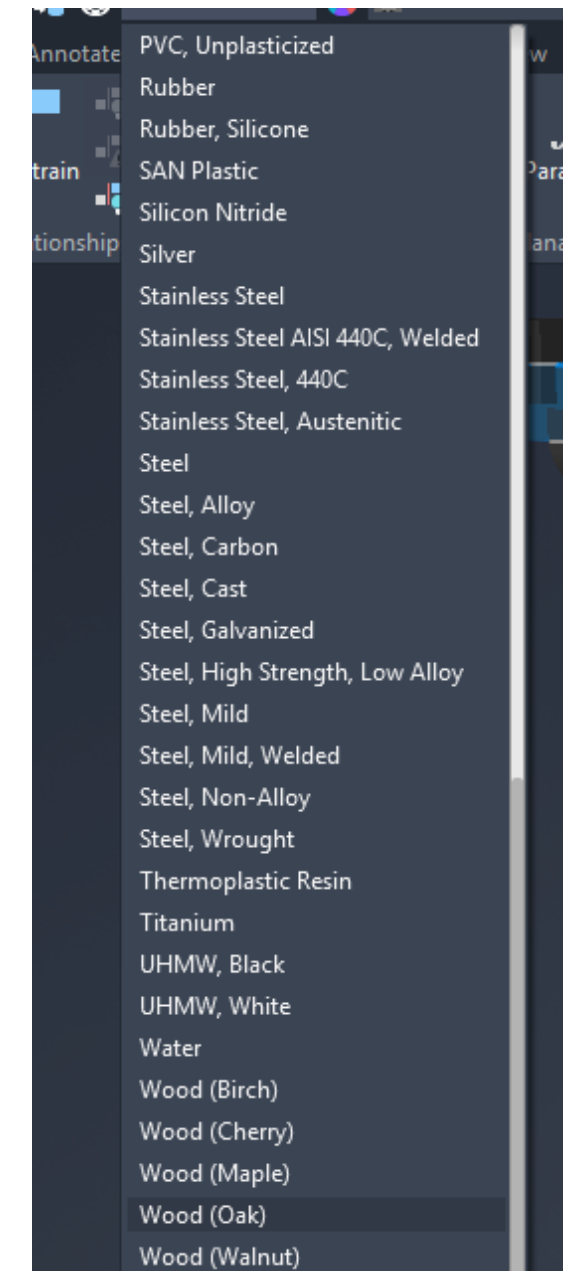 Annotate
w
PVC, Unplasticized
Rubber
Rubber, Silicone
train
SAN Plastic
Para
Silicon Nitride
tionship
Silver
ana
Stainless Steel
Stainless Steel AISI 440C, Welded
Stainless Steel, 440C
Stainless Steel, Austenitic
Steel
Steel, Alloy
Steel, Carbon
Steel, Cast
Steel, Galvanized
Steel, High Strength, Low Alloy
Steel, Mild
Steel, Mild, Welded
Steel, Non-Alloy
Steel, Wrought
Thermoplastic Resin
Titanium
UHMW, Black
UHMW, White
Water
Wood (Birch)
Wood (Cherry)
Wood (Maple)
Wood (Oak)
Wood (Walnut)